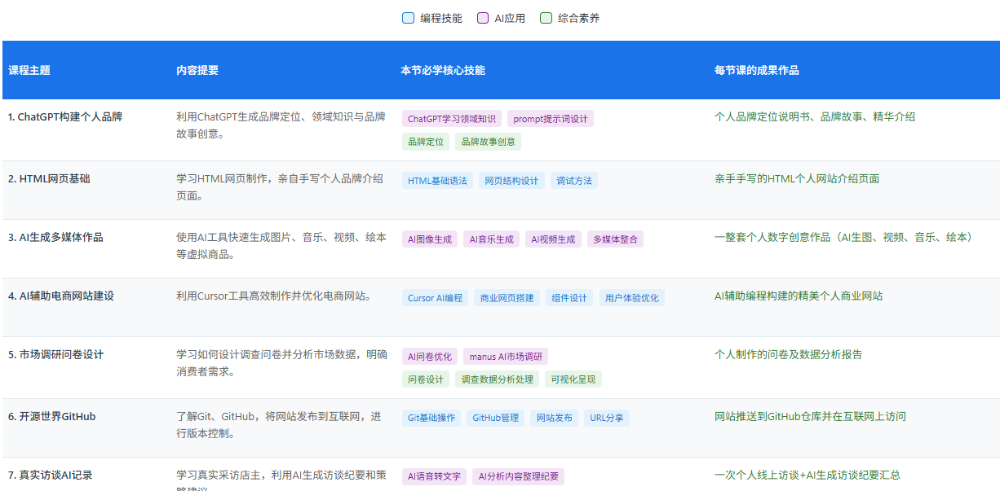 编程技能 AI应用 综合素养
课程主题 内容提要 本节必学核心技能 每节课的成果作品
1. ChatGPT构建个人品牌
利用ChatGPT生成品牌定位、领域知识与品牌
故事创意。
ChatGPT学习领域知识 prompt提示词设计
品牌定位 品牌故事创意
个人品牌定位说明书、品牌故事、精华介绍
2. HTML网页基础
学习HTML网页制作，亲自手写个人品牌介绍
页面。
HTML基础语法 网页结构设计 调试方法
亲手手写的HTML个人网站介绍页面
3. AI生成多媒体作品
使用AI工具快速生成图片、音乐、视频、绘本
等虚拟商品。
AI图像生成 AI音乐生成 AI视频生成 多媒体整合
一整套个人数字创意作品（AI生图、视频、音乐、绘本）
4. AI辅助电商网站建设
利用Cursor工具高效制作并优化电商网站。
Cursor AI编程 商业网页搭建 组件设计 用户体验优化
AI辅助编程构建的精美个人商业网站
5. 市场调研问卷设计
学习如何设计调查问卷并分析市场数据，明确
消费者需求。
AI问卷优化 manus AI市场调研
问卷设计 调查数据分析处理 可视化呈现
个人制作的问卷及数据分析报告
6. 开源世界GitHub
了解Git、GitHub，将网站发布到互联网，进
行版本控制。
Git基础操作 GitHub管理 网站发布 URL分享
网站推送到GitHub仓库并在互联网上访问
7. 真实访谈AI记录
学习真实采访店主，利用AI生成访谈纪要和策
AI语音转文字 AI分析内容整理纪要
一次个人线上访谈+AI生成访谈纪要汇总